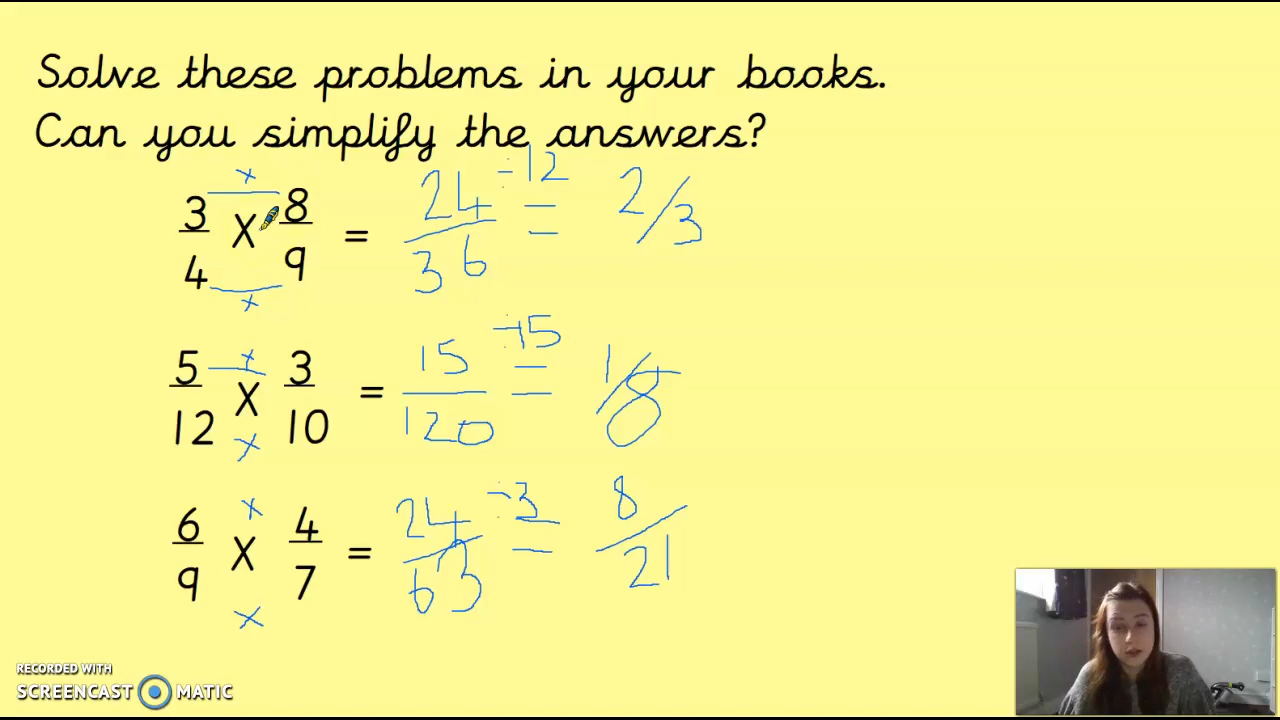 Solve these problems in your books.
Can you simplify the answers?
3/4 X 8/9 = 24/36 ÷12 = 2/3
5/12 X 3/10 = 15/120 ÷15 = 1/8
6/9 X 4/7 = 24/63 ÷3 = 8/21
x
x
x
x
x
x
RECORDED WITH
SCREENCAST MATIC